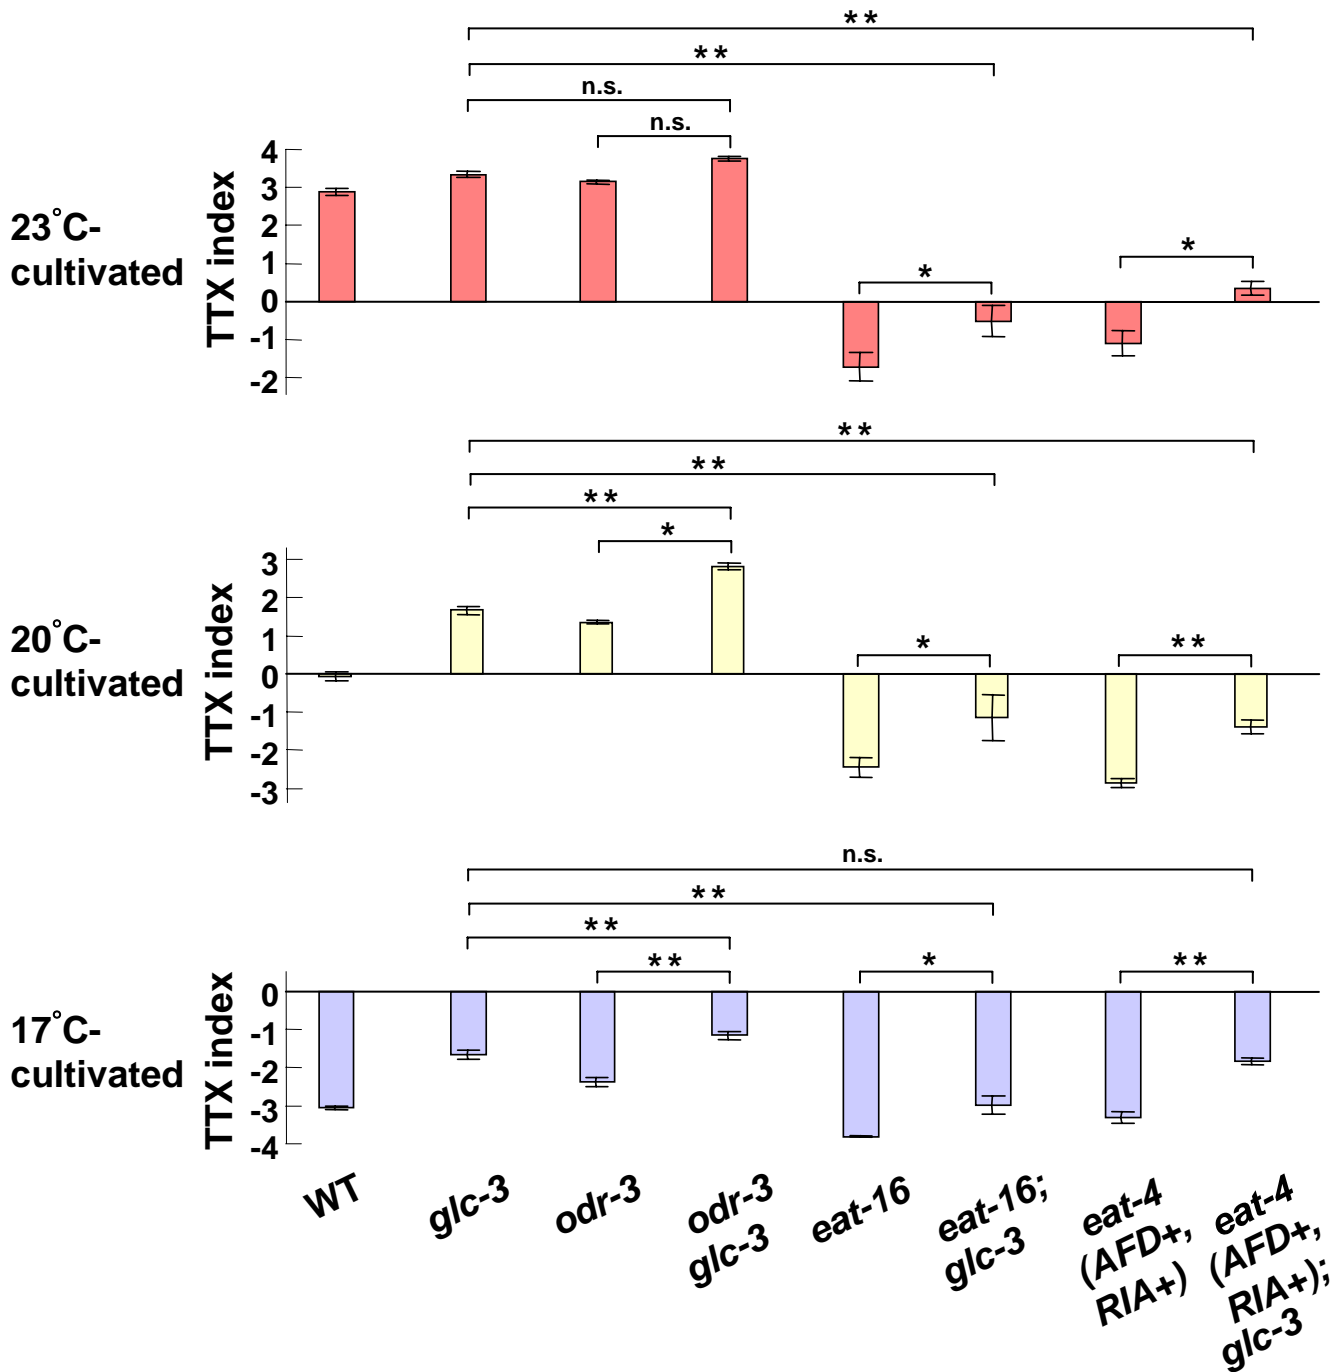 **
**
n.s.
n.s.
23°C-
cultivated
TTX index
4
3
2
1
0
-1
-2
*
*
**
**
**
*
20°C-
cultivated
TTX index
3
2
1
0
-1
-2
-3
*
**
n.s.
**
**
**
*
**
17°C-
cultivated
TTX index
0
-1
-2
-3
-4
WT
glc-3
odr-3
odr-3
glc-3
eat-16
eat-16;
glc-3
eat-4
(AFD+,
RIA+)
eat-4
(AFD+,
RIA+);
glc-3